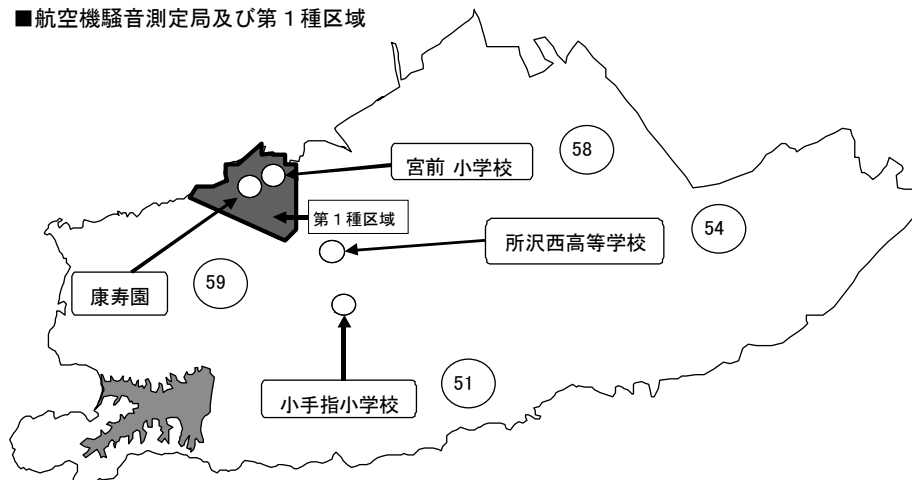 ■航空機騒音測定局及び第１種区域
58
宮前 小学校
第１種区域
54
所沢西高等学校
59
康寿園
51
小手指小学校